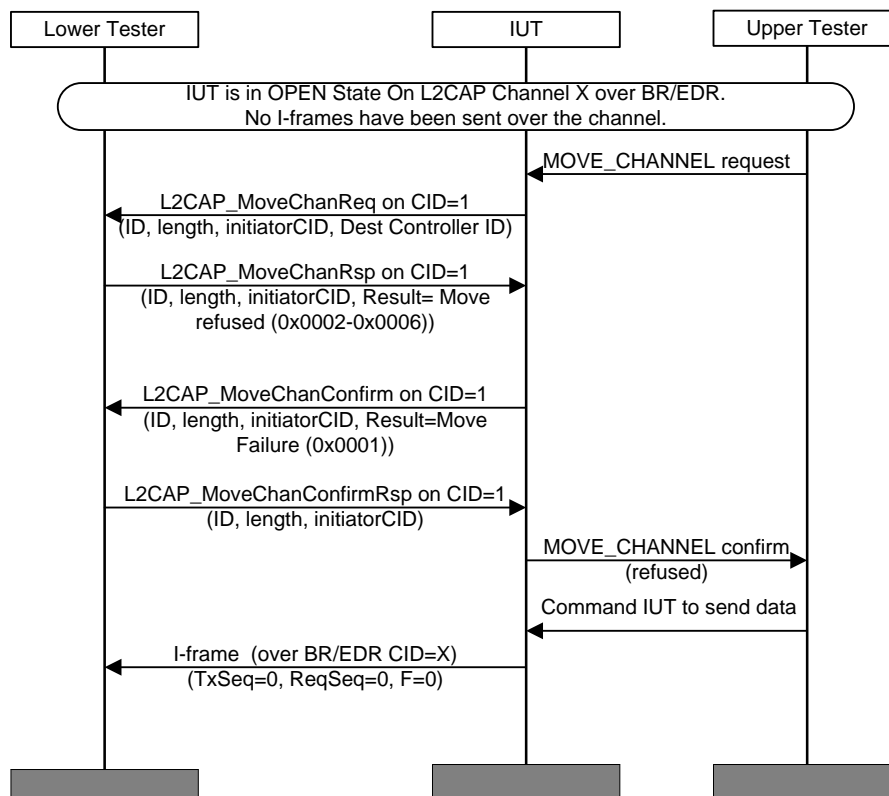 Lower Tester
IUT
Upper Tester
IUT is in OPEN State On L2CAP Channel X over BR/EDR.
No I-frames have been sent over the channel.
MOVE_CHANNEL request
L2CAP_MoveChanReq on CID=1
(ID, length, initiatorCID, Dest Controller ID)
L2CAP_MoveChanRsp on CID=1
(ID, length, initiatorCID, Result= Move
refused (0x0002-0x0006))
L2CAP_MoveChanConfirm on CID=1
(ID, length, initiatorCID, Result=Move
Failure (0x0001))
L2CAP_MoveChanConfirmRsp on CID=1
(ID, length, initiatorCID)
MOVE_CHANNEL confirm
(refused)
Command IUT to send data
I-frame (over BR/EDR CID=X)
(TxSeq=0, ReqSeq=0, F=0)